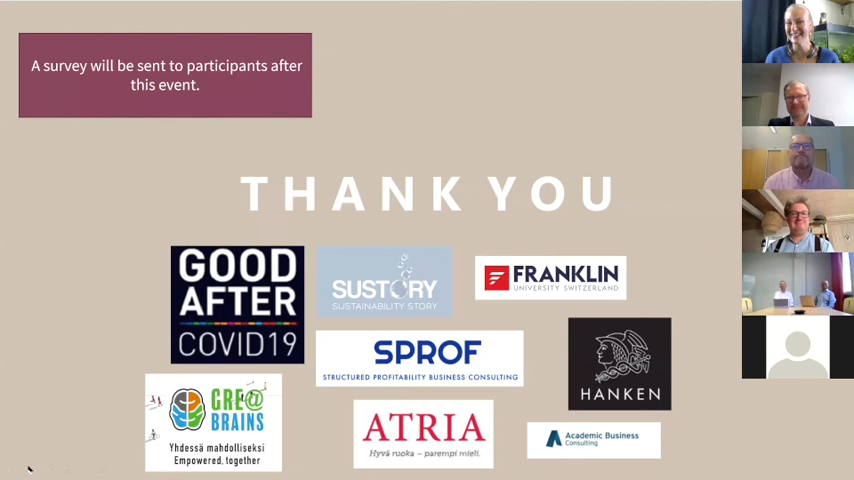 A survey will be sent to participants after
this event.
THANK YOU
GOOD
AFTER
COVID19
SUSTORY
SUSTAINABILITY STORY
FRANKLIN
UNIVERSITY SWITZERLAND
SPROF
STRUCTURED PROFITABILITY BUSINESS CONSULTING
HANKEN
GRE@
BRAINS
Yhdessä mahdolliseksi
Empowered, together
ATRIA
Hyvä ruoka – parempi mieli.
Academic Business
Consulting